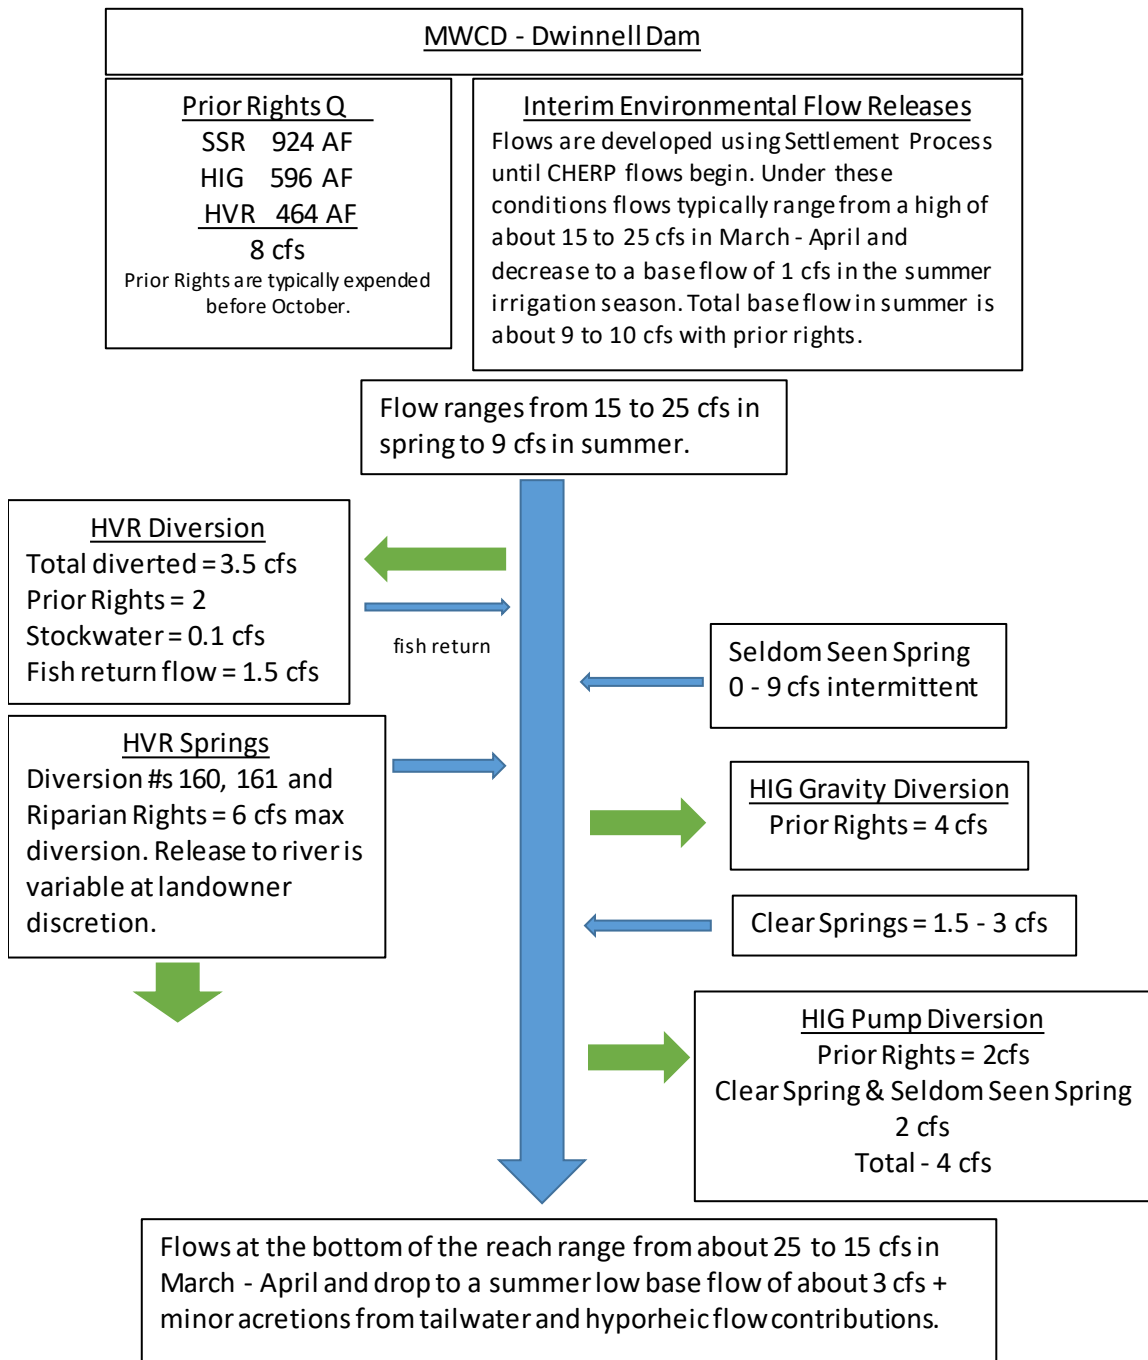 MWCD - Dwinnell Dam
Prior Rights Q
SSR 924 AF
HIG 596 AF
HVR 464 AF
8 cfs
Prior Rights are typically expended
before October.
Interim Environmental Flow Releases
Flows are developed using Settlement Process
until CHERP flows begin. Under these
conditions flows typically range from a high of
about 15 to 25 cfs in March - April and
decrease to a base flow of 1 cfs in the summer
irrigation season. Total base flow in summer is
about 9 to 10 cfs with prior rights.
Flow ranges from 15 to 25 cfs in
spring to 9 cfs in summer.
HVR Diversion
Total diverted = 3.5 cfs
Prior Rights = 2
Stockwater = 0.1 cfs
Fish return flow = 1.5 cfs
fish return
Seldom Seen Spring
0 - 9 cfs intermittent
HVR Springs
Diversion #s 160, 161 and
Riparian Rights = 6 cfs max
diversion. Release to river is
variable at landowner
discretion.
HIG Gravity Diversion
Prior Rights = 4 cfs
Clear Springs = 1.5 - 3 cfs
HIG Pump Diversion
Prior Rights = 2cfs
Clear Spring & Seldom Seen Spring
2 cfs
Total - 4 cfs
Flows at the bottom of the reach range from about 25 to 15 cfs in
March - April and drop to a summer low base flow of about 3 cfs +
minor acretions from tailwater and hyporheic flow contributions.